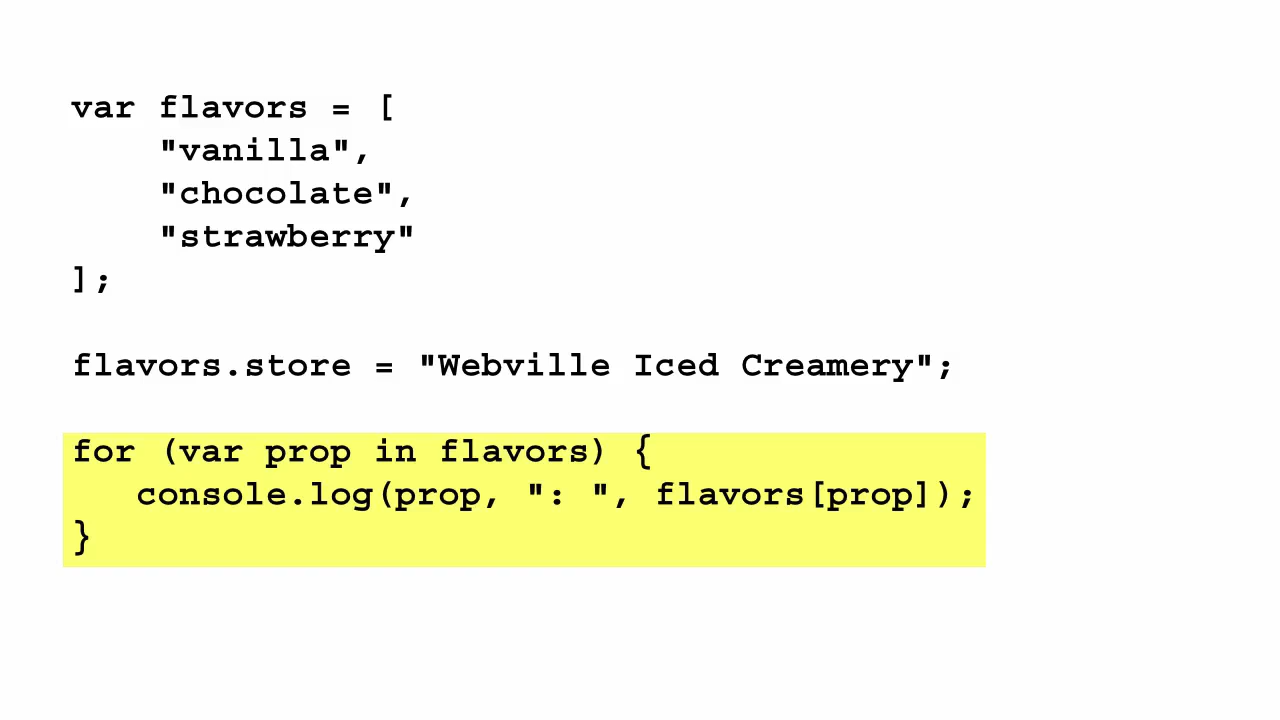 var flavors = [
    "vanilla",
    "chocolate",
    "strawberry"
];
flavors.store = "Webville Iced Creamery";
for (var prop in flavors) {
   console.log(prop, ": ", flavors[prop]);
}